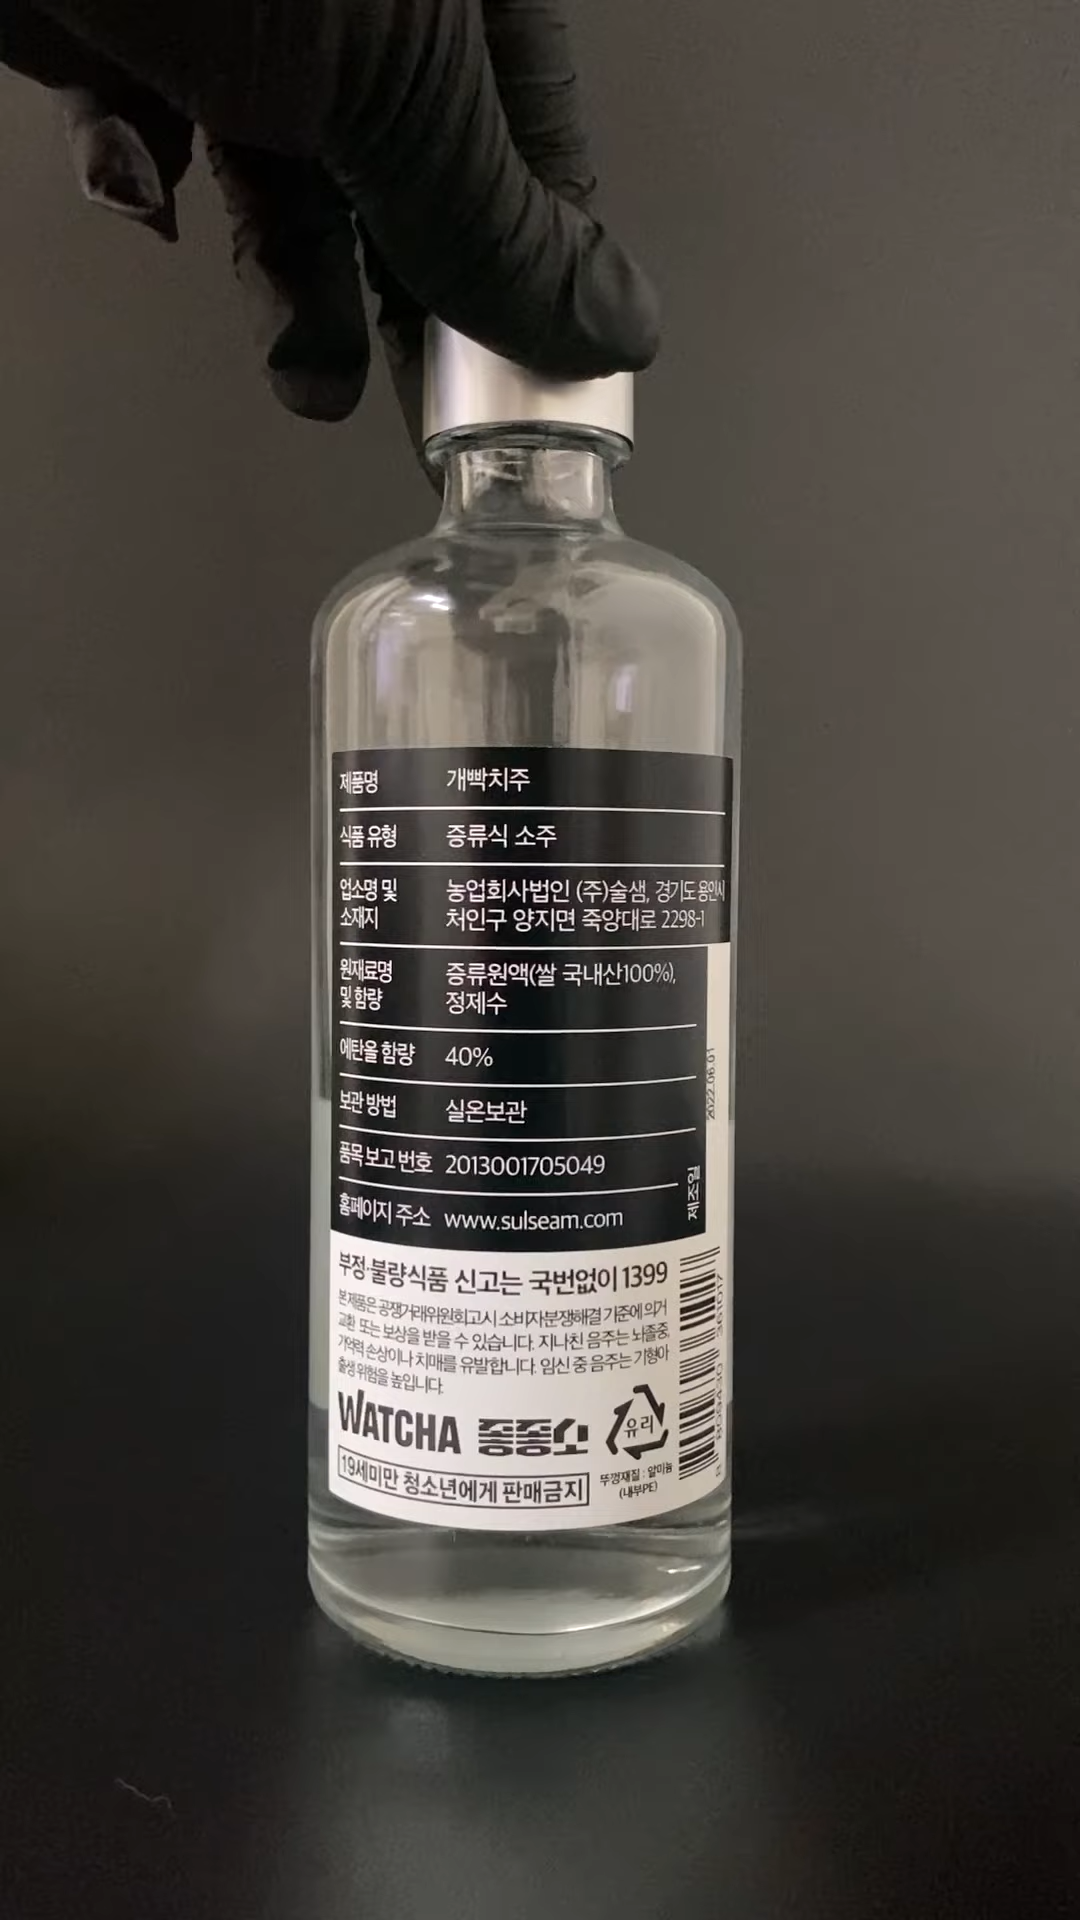 제품명 개빡치주
식품 유형 증류식 소주
업소명 및 소재지 농업회사법인 (주)술샘, 경기도 용인시
처인구 양지면 죽양대로 2298-1
원재료명 및 함량 증류원액(쌀 국내산100%),
정제수
에탄올 함량 40%
보관 방법 실온보관
품목 보고 번호 2013001705049
홈페이지 주소 www.sulseam.com
제조일 2022.06.01
부정·불량식품 신고는 국번없이 1399
본 제품은 공정거래위원회고시 소비자분쟁해결 기준에 의거
교환 또는 보상을 받을 수 있습니다. 지나친 음주는 뇌졸중,
기억력 손상이나 치매를 유발합니다. 임신 중 음주는 기형아
출생 위험을 높입니다.
WATCHA 좋좋소
유리
뚜껑재질 : 알미늄
(내부PE)
19세미만 청소년에게 판매금지
8 809430 361017